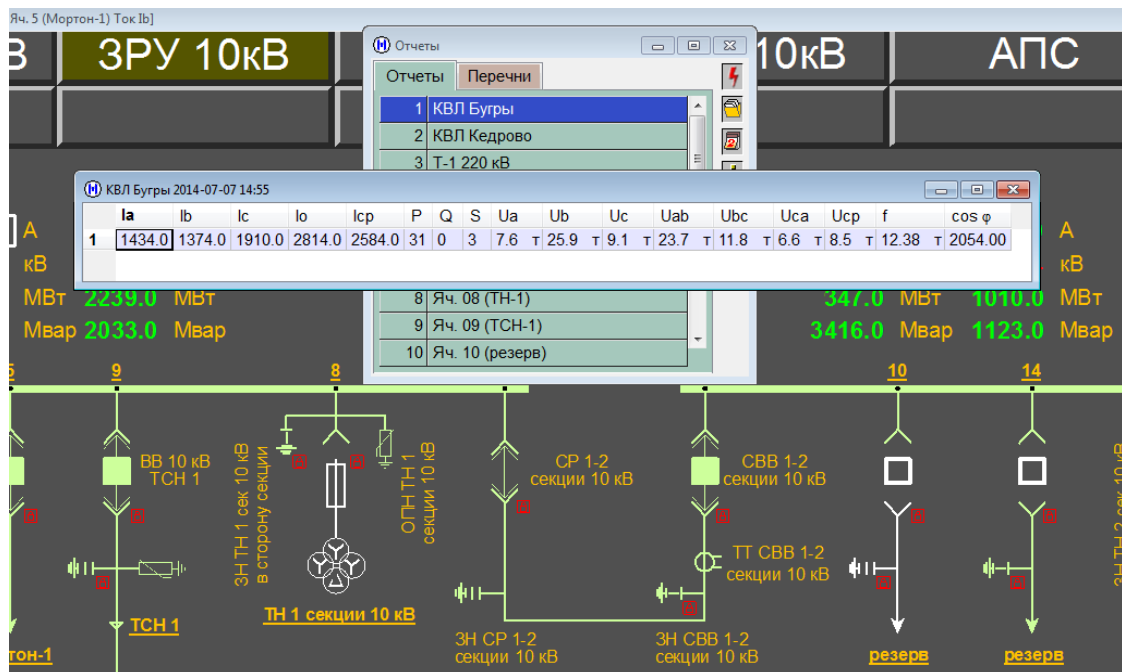 Яч. 5 (Мортон-1) Ток Ib]
ЗРУ 10кВ
10кВ
АПС
Отчеты
Отчеты
Перечни
1 КВЛ Бугры
2 КВЛ Кедрово
3 Т-1 220 кВ
КВЛ Бугры 2014-07-07 14:55
Ia Ib Ic Io Icp P Q S Ua Ub Uc Uab Ubc Uca Ucp f cos φ
1 1434.0 1374.0 1910.0 2814.0 2584.0 31 0 3 7.6 т 25.9 т 9.1 т 23.7 т 11.8 т 6.6 т 8.5 т 12.38 т 2054.00
А
А
кВ
кВ
МВт 2239.0 МВт
347.0 МВт 1010.0 МВт
Мвар 2033.0 Мвар
3416.0 Мвар 1123.0 Мвар
8 Яч. 08 (ТН-1)
9 Яч. 09 (ТСН-1)
10 Яч. 10 (резерв)
9
8
10
14
ВВ 10 кВ
ТСН 1
ЗН ТН 1 сек 10 кВ
в сторону секции
ОПН ТН 1
секции 10 кВ
СР 1-2
секции 10 кВ
СВВ 1-2
секции 10 кВ
ТТ СВВ 1-2
секции 10 кВ
ЗН ТН 2 сек 10 кВ
ТН 1 секции 10 кВ
ТСН 1
ЗН СР 1-2
секции 10 кВ
ЗН СВВ 1-2
секции 10 кВ
тон-1
резерв
резерв